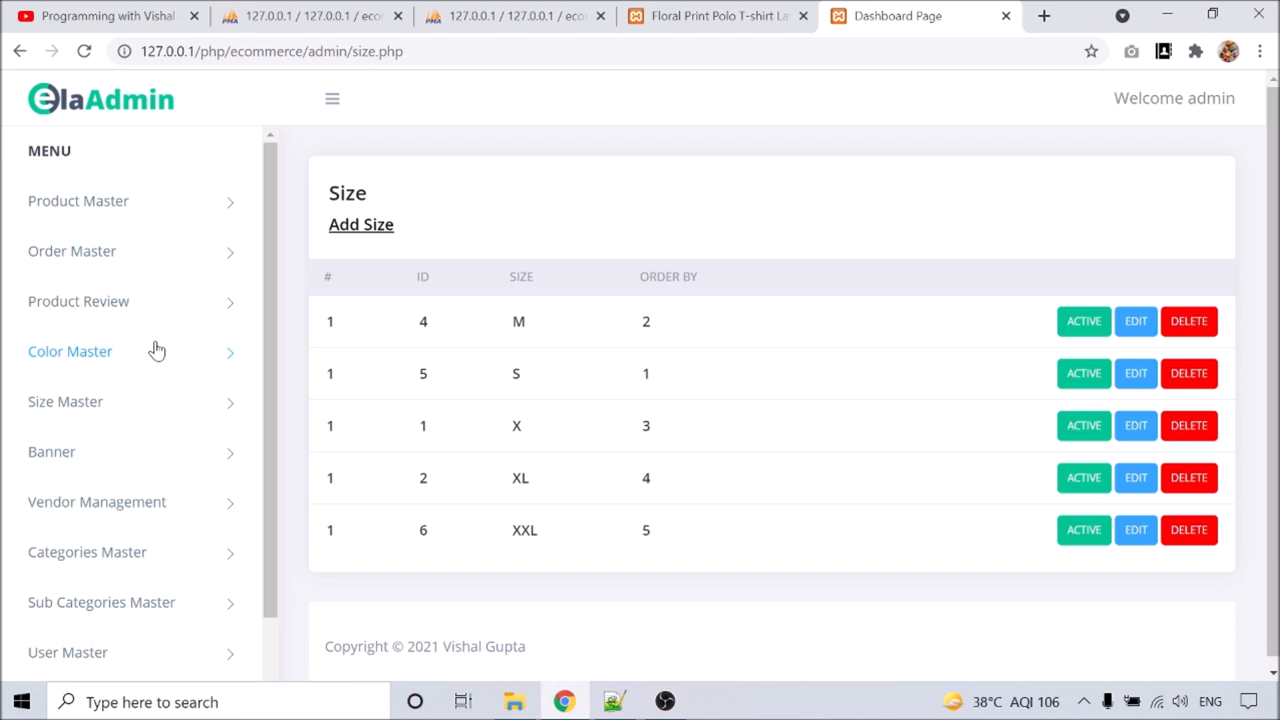 Programming with Vishal
127.0.0.1 / 127.0.0.1 / eco
127.0.0.1 / 127.0.0.1 / eco
Floral Print Polo T-shirt La
Dashboard Page
127.0.0.1/php/ecommerce/admin/size.php
elaAdmin
Welcome admin
MENU
Product Master
Order Master
Product Review
Color Master
Size Master
Banner
Vendor Management
Categories Master
Sub Categories Master
User Master
Size
Add Size
# ID SIZE ORDER BY
1 4 M 2 ACTIVE EDIT DELETE
1 5 S 1 ACTIVE EDIT DELETE
1 1 X 3 ACTIVE EDIT DELETE
1 2 XL 4 ACTIVE EDIT DELETE
1 6 XXL 5 ACTIVE EDIT DELETE
Copyright © 2021 Vishal Gupta
Type here to search
38°C AQI 106
ENG